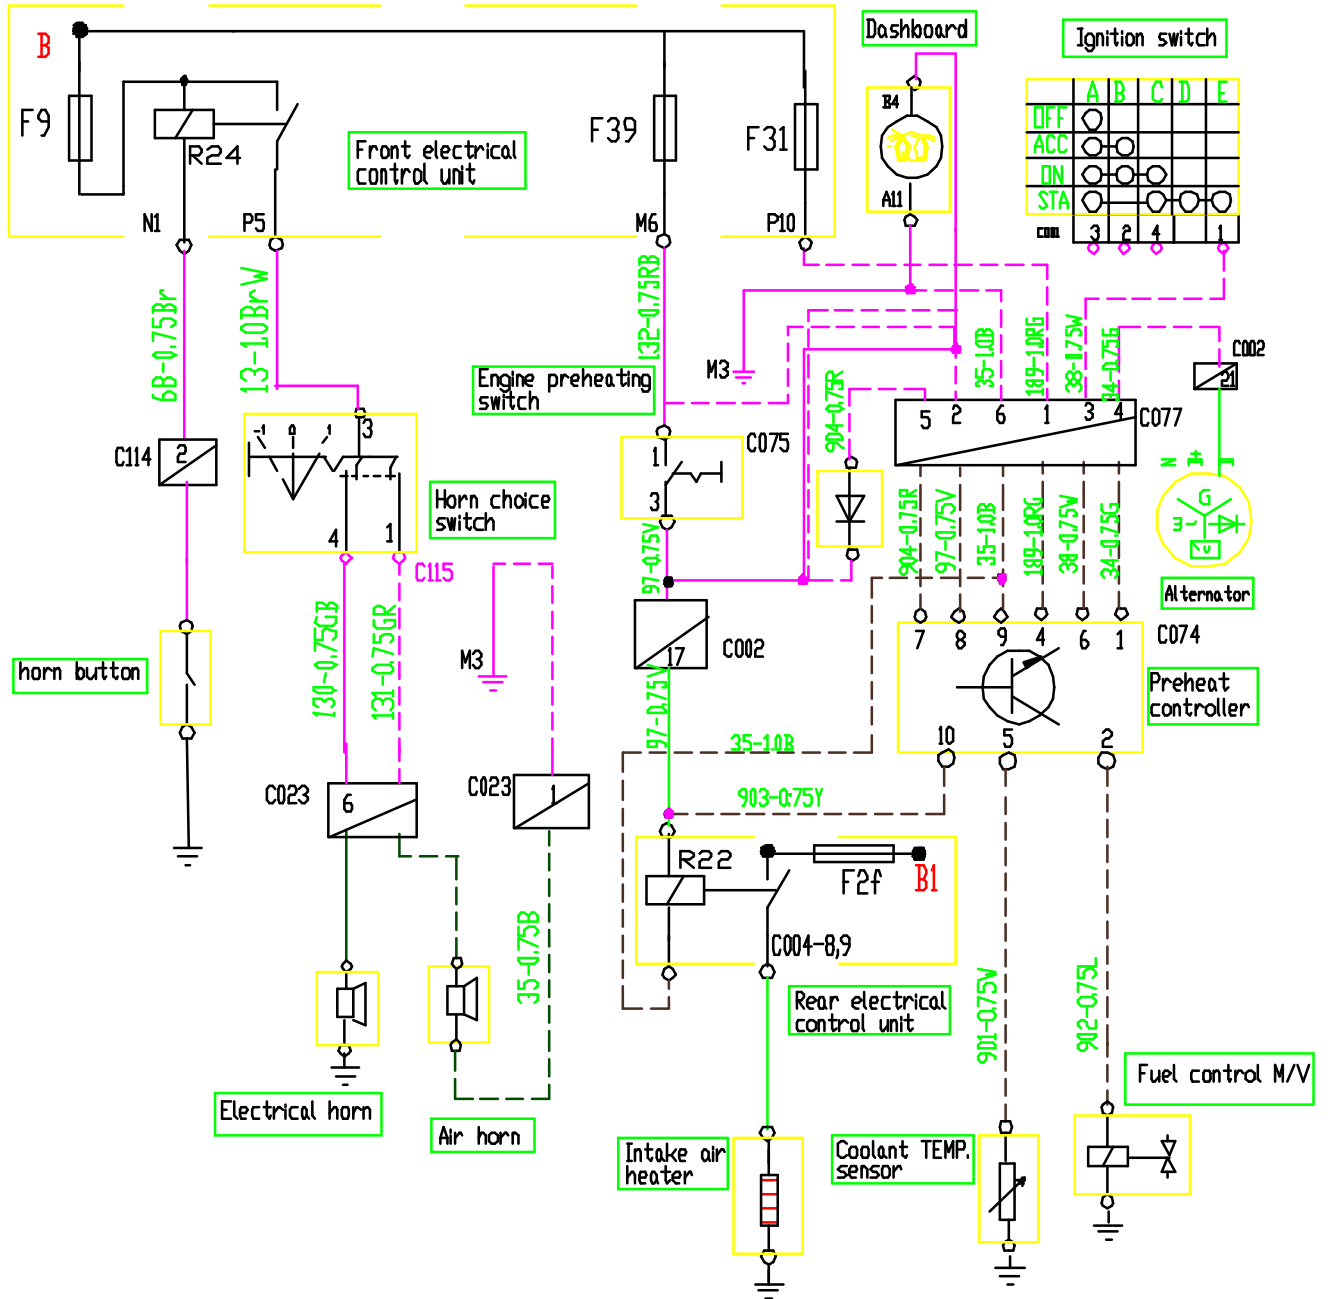 B
F9
R24
N1
P5
Front electrical
control unit
F39
F31
M6
P10
Dashboard
B4
A11
Ignition switch
A B C D E
OFF
ACC
ON
STA
3 2 4 1
6B-0.75Br
13-1.0BrW
132-0.75RB
M3
35-1.0B
189-1.0RG
38-0.75W
34-0.75G
C002
21
Engine preheating
switch
904-0.75R
5 2 6 1 3 4
C077
C114
2
-1 0 1
3
4
1
C115
Horn choice
switch
1
3
C075
97-0.75V
904-0.75R
97-0.75V
35-1.0B
189-1.0RG
38-0.75W
34-0.75G
N B+
G
3~
Alternator
horn button
130-0.75GB
131-0.75GR
M3
17
C002
97-0.75V
7 8 9 4 6 1
C074
10 5 2
Preheat
controller
35-1.0B
903-0.75Y
C023
6
C023
1
R22
F2f
B1
C004-8,9
35-0.75B
Rear electrical
control unit
901-0.75W
902-0.75L
Fuel control M/V
Electrical horn
Air horn
Intake air
heater
Coolant TEMP.
sensor